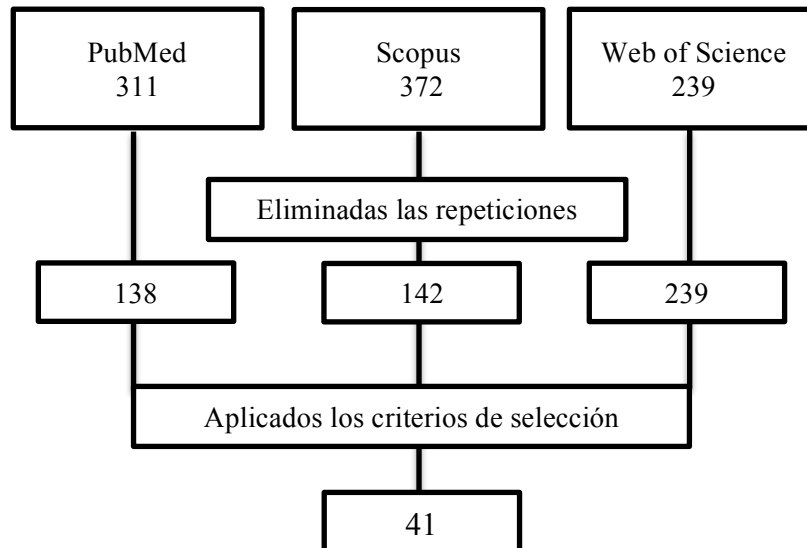 PubMed
311
Scopus
372
Web of Science
239
Eliminadas las repeticiones
138
142
239
Aplicados los criterios de selección
41